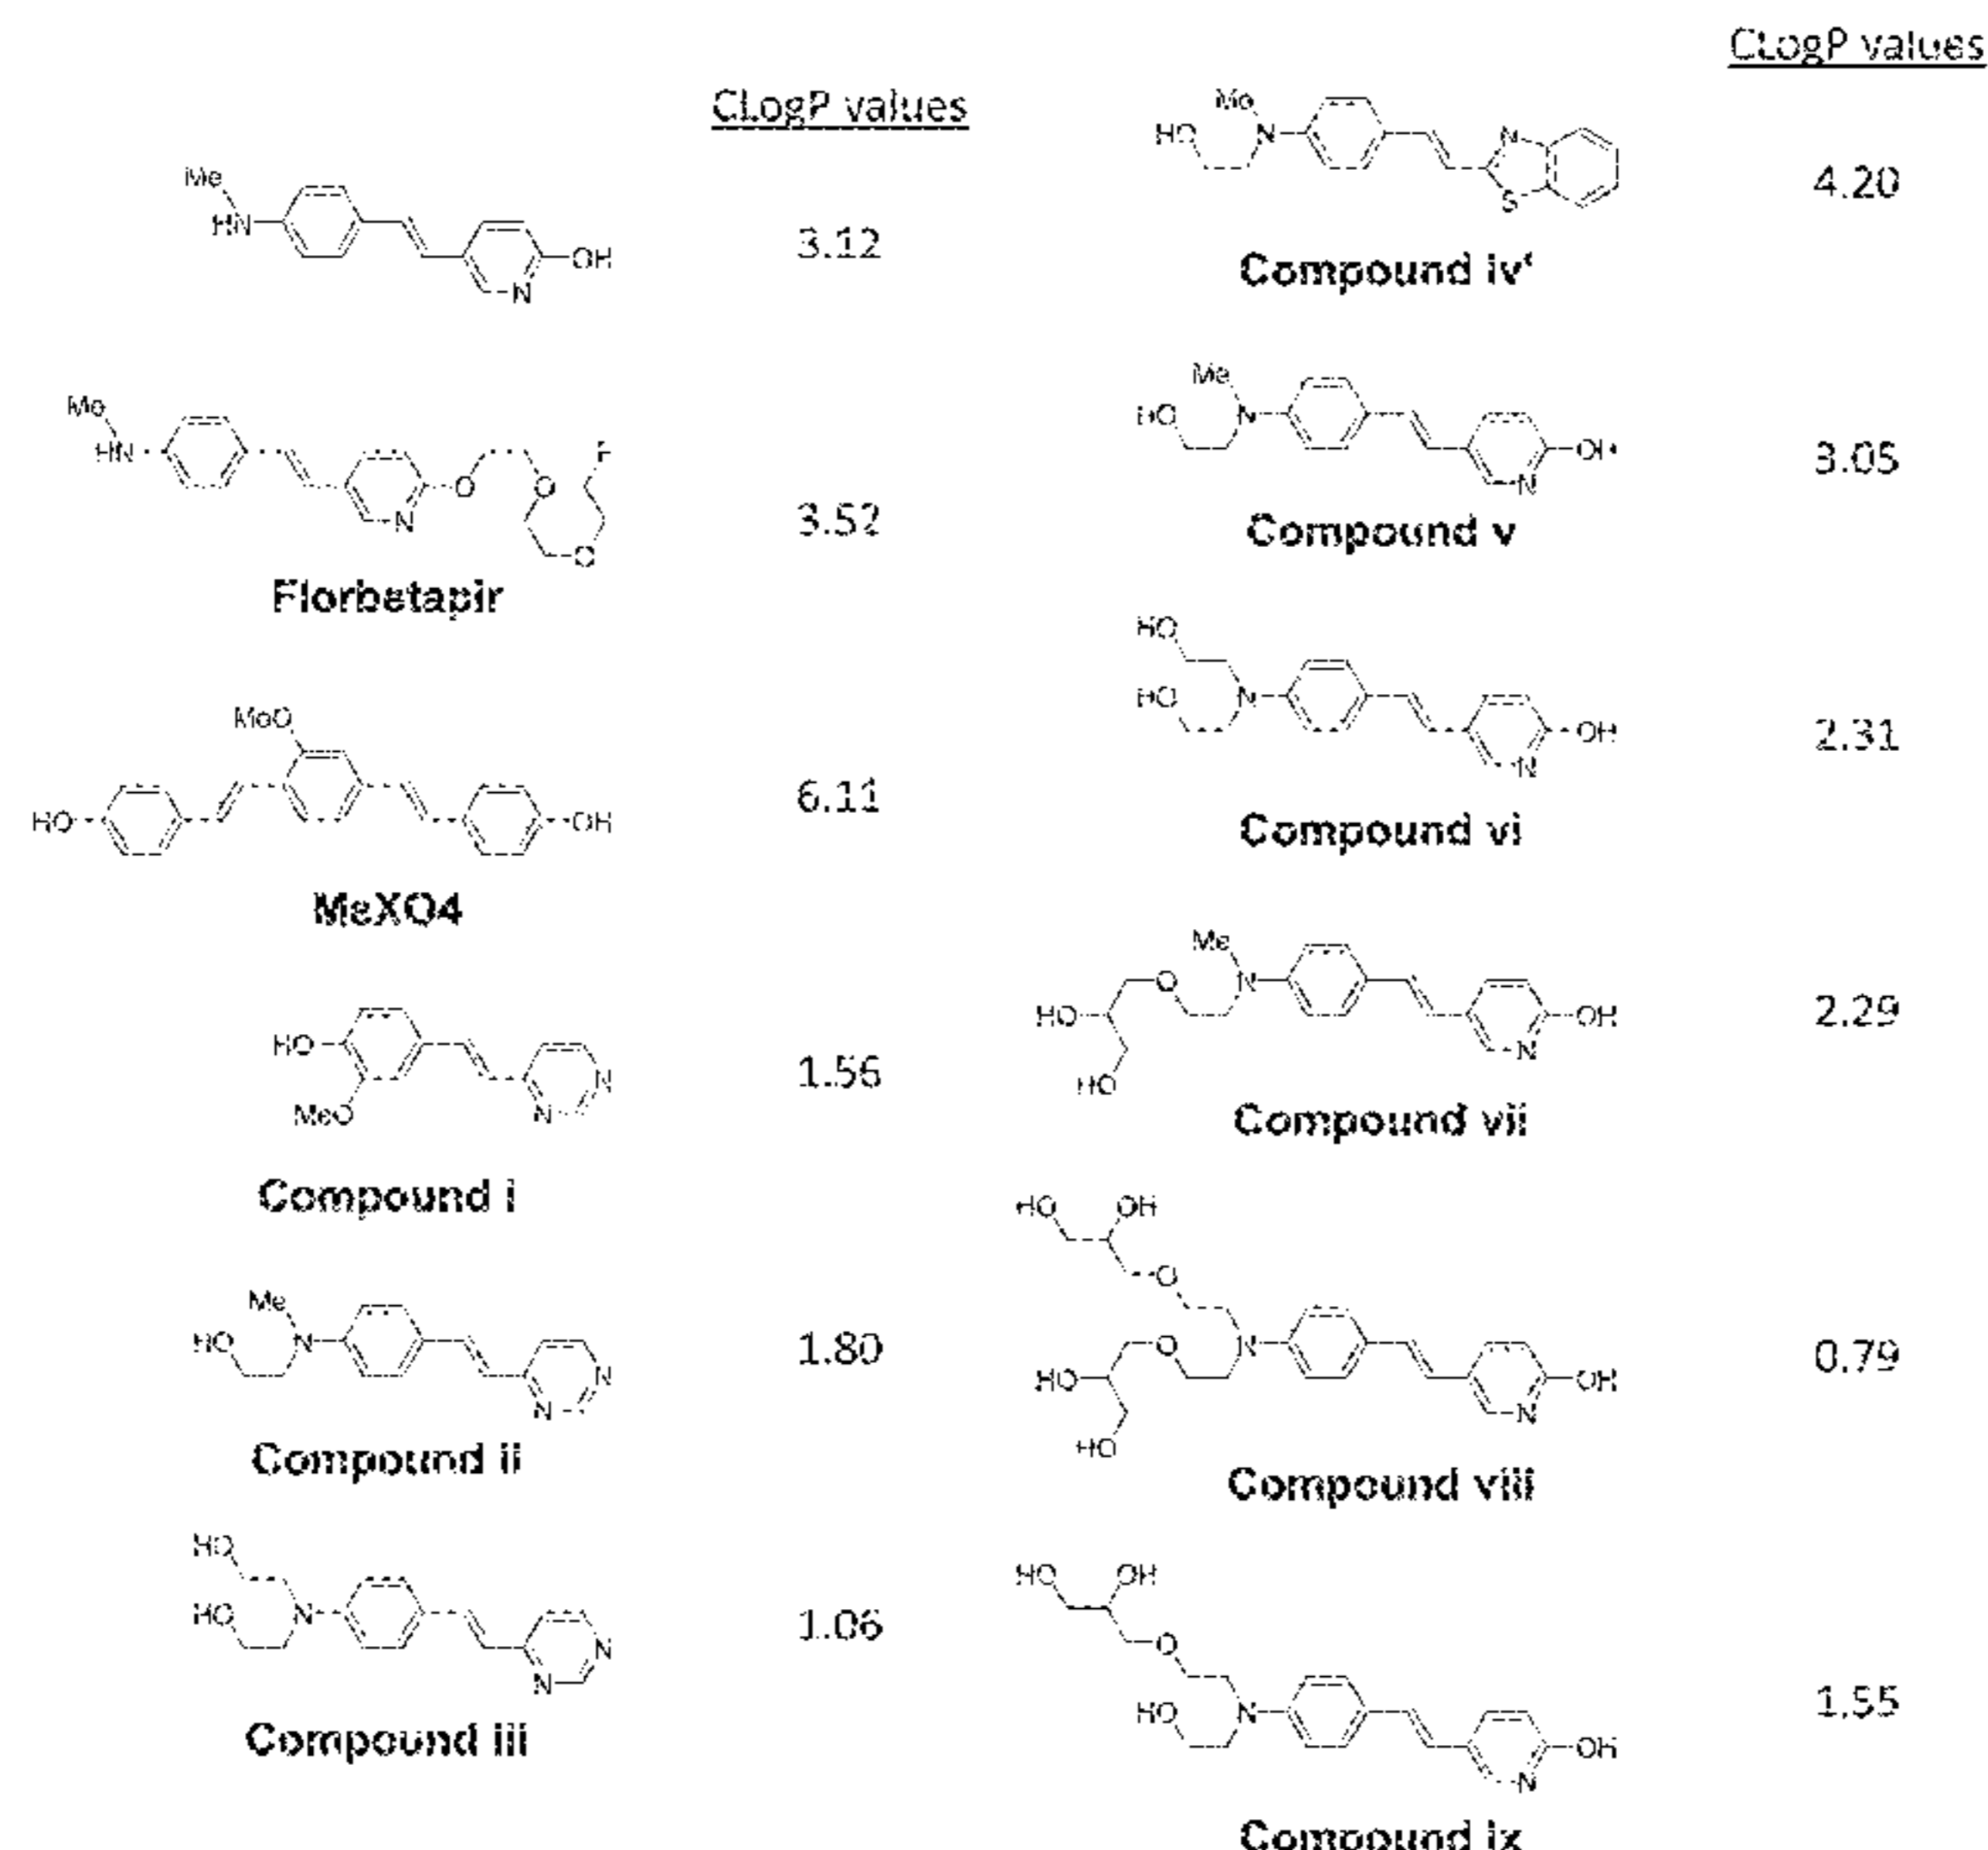 CLogP values
Me
HN
N
OH
3.12
Me
HN
N
O
O
O
F
3.52
Florbetapir
MeO
HO
OH
6.11
MeXO4
HO
MeO
N
N
1.56
Compound i
Me
HO
N
N
N
1.80
Compound ii
HO
HO
N
N
N
1.06
Compound iii
CLogP values
Me
HO
N
N
S
4.20
Compound iv'
Me
HO
N
N
OH
3.05
Compound v
HO
HO
N
N
OH
2.31
Compound vi
Me
O
N
HO
HO
N
OH
2.29
Compound vii
HO
OH
O
O
N
HO
HO
N
OH
0.79
Compound viii
HO
OH
O
HO
N
N
OH
1.55
Compound ix